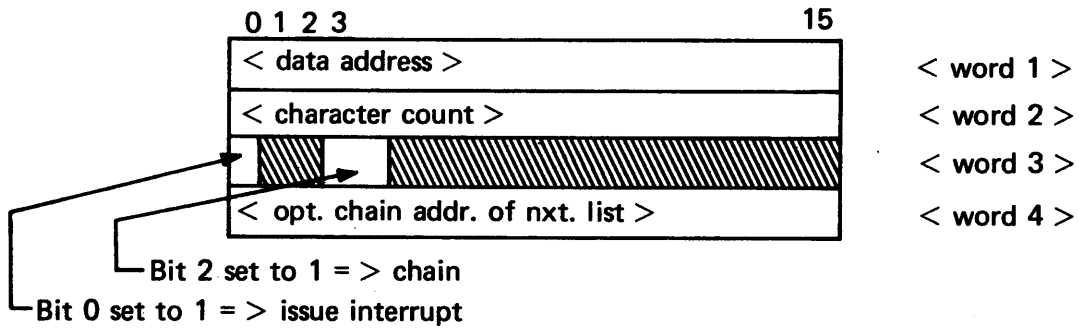 0 1 2 3 15
< data address > < word 1 >
< character count > < word 2 >
< word 3 >
< opt. chain addr. of nxt. list > < word 4 >
Bit 2 set to 1 = > chain
Bit 0 set to 1 = > issue interrupt